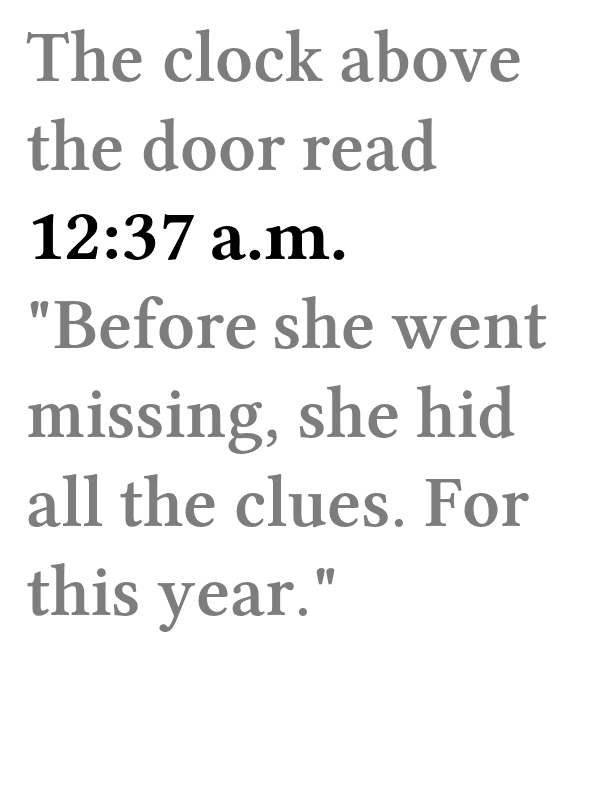 The clock above
the door read
12:37 a.m.
"Before she went
missing, she hid
all the clues. For
this year."